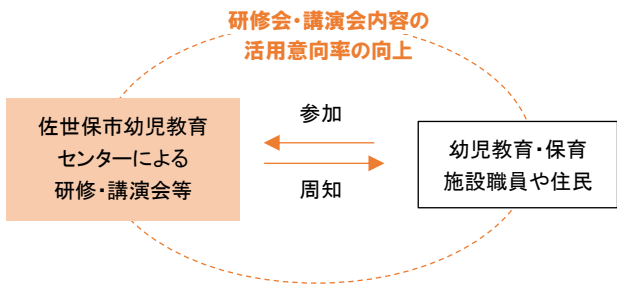 研修会・講演会内容の
活用意向率の向上
佐世保市幼児教育
センターによる
研修・講演会等
参加
周知
幼児教育・保育
施設職員や住民